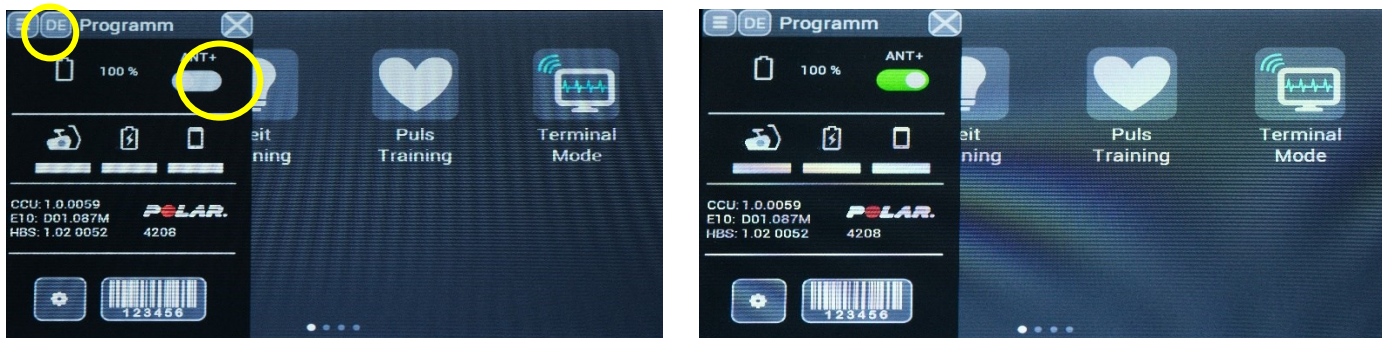 DE Programm
100 %
ANT+
eit
ning
Puls
Training
Terminal
Mode
CCU: 1.0.0059
E10: D01.087M
HBS: 1.02 0052
POLAR.
4208
123456
DE Programm
100 %
ANT+
eit
ning
Puls
Training
Terminal
Mode
CCU: 1.0.0059
E10: D01.087M
HBS: 1.02 0052
POLAR.
4208
123456